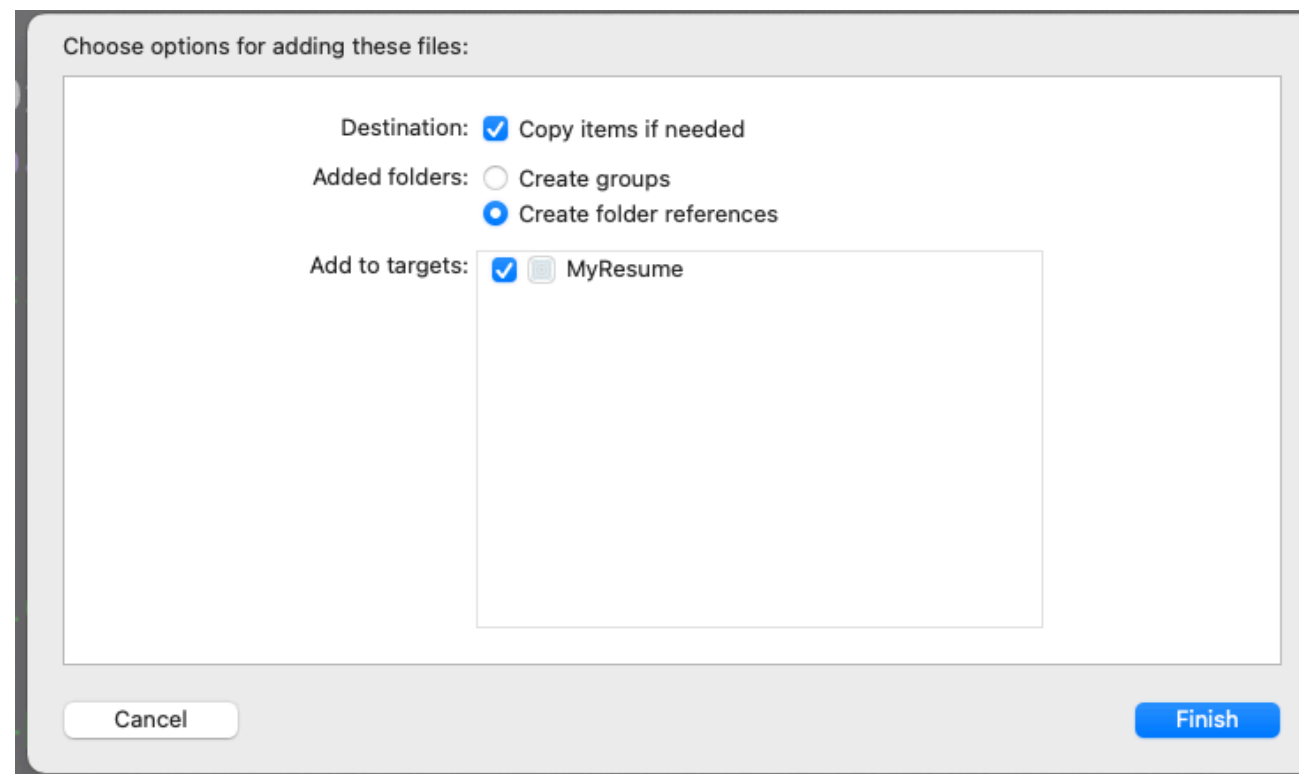 Choose options for adding these files:
Destination: Copy items if needed
Added folders: Create groups
Create folder references
Add to targets: MyResume
Cancel Finish